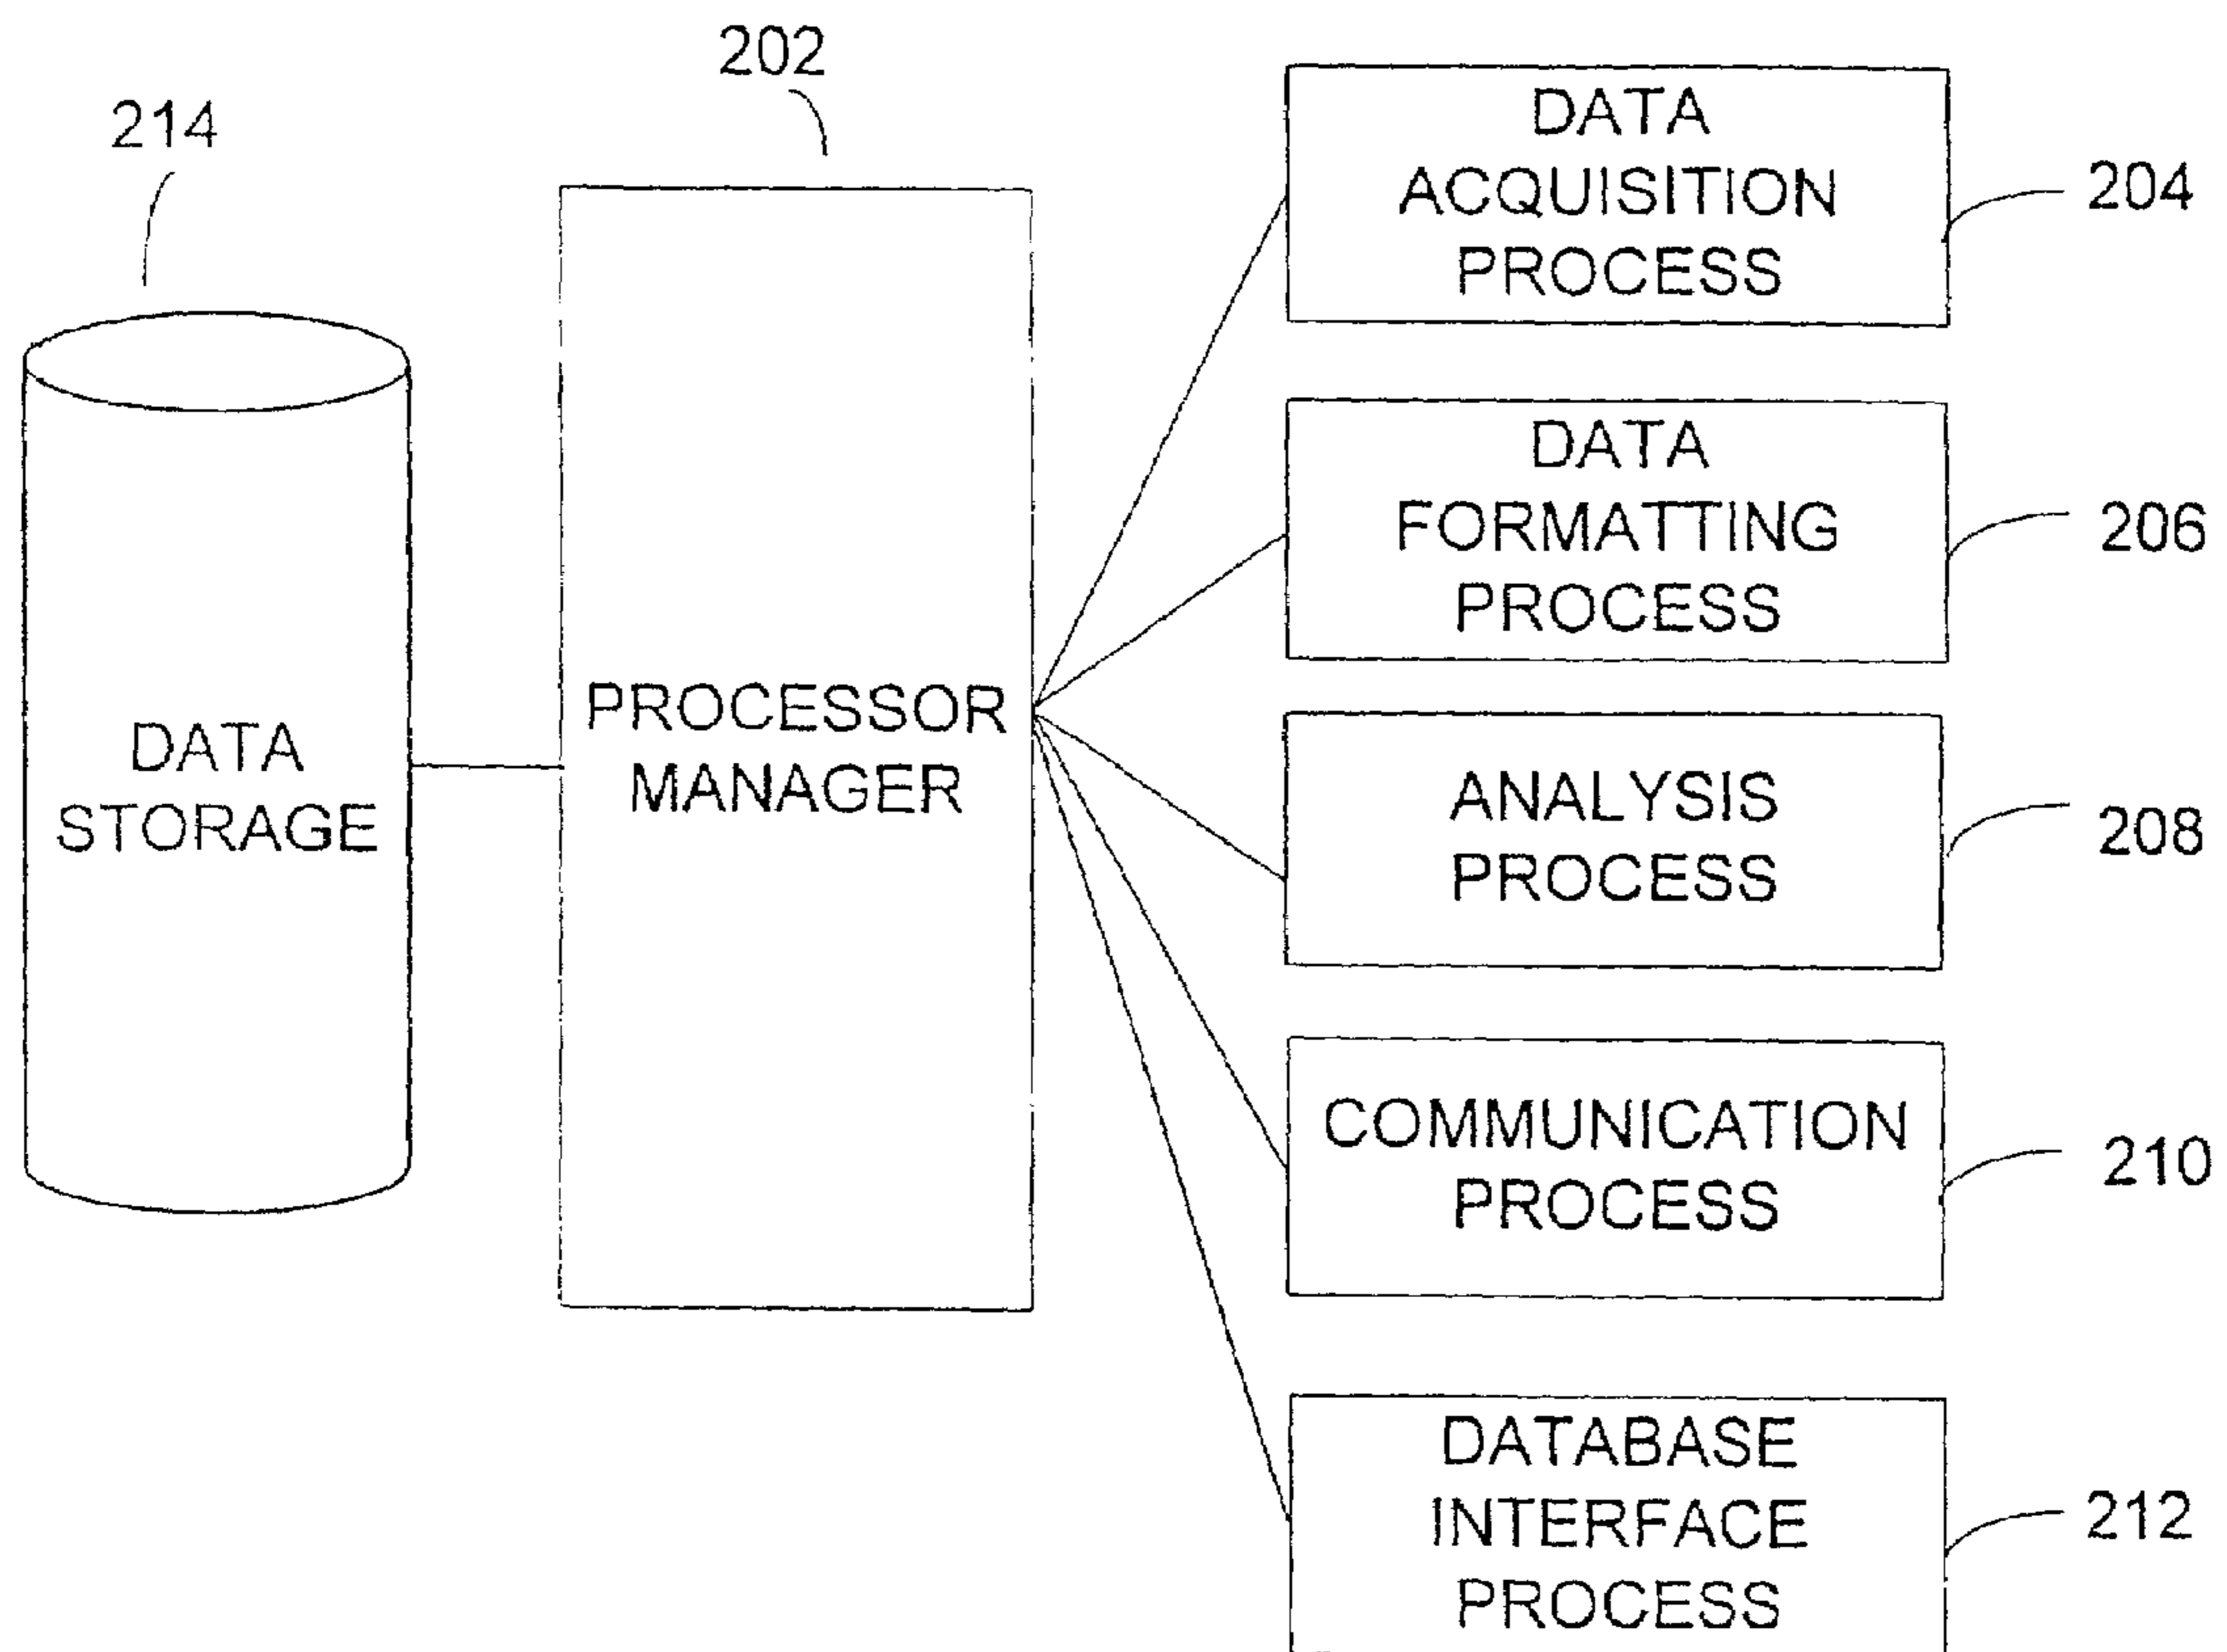 202
214
DATA
ACQUISITION
PROCESS
204
DATA
FORMATTING
PROCESS
206
DATA
STORAGE
PROCESSOR
MANAGER
ANALYSIS
PROCESS
208
COMMUNICATION
PROCESS
210
DATABASE
INTERFACE
PROCESS
212